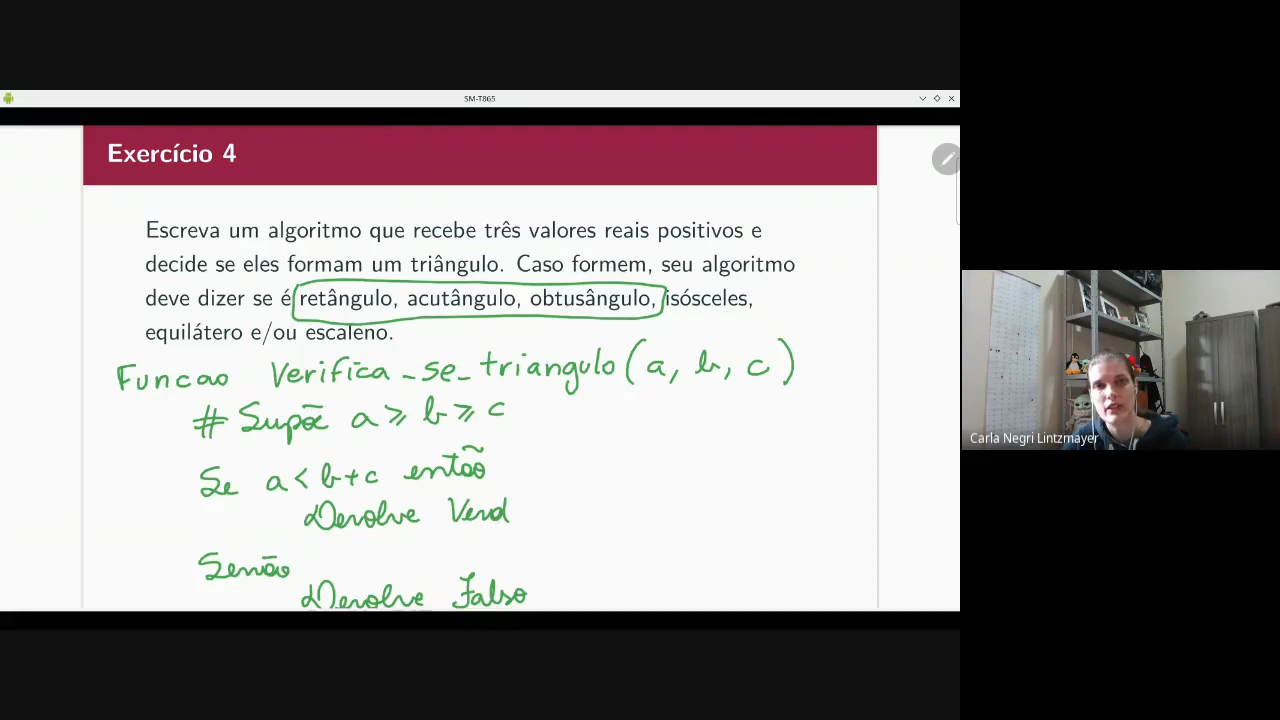 SM-T865
Exercício 4
Escreva um algoritmo que recebe três valores reais positivos e
decide se eles formam um triângulo. Caso formem, seu algoritmo
deve dizer se é retângulo, acutângulo, obtusângulo, isósceles,
equilátero e/ou escaleno.
Funcao Verifica_se_triangulo(a, b, c)
# Supõe a ≥ b ≥ c
Se a < b+c então
Devolve Verd
Senão
Devolve Falso
Carla Negri Lintzmayer